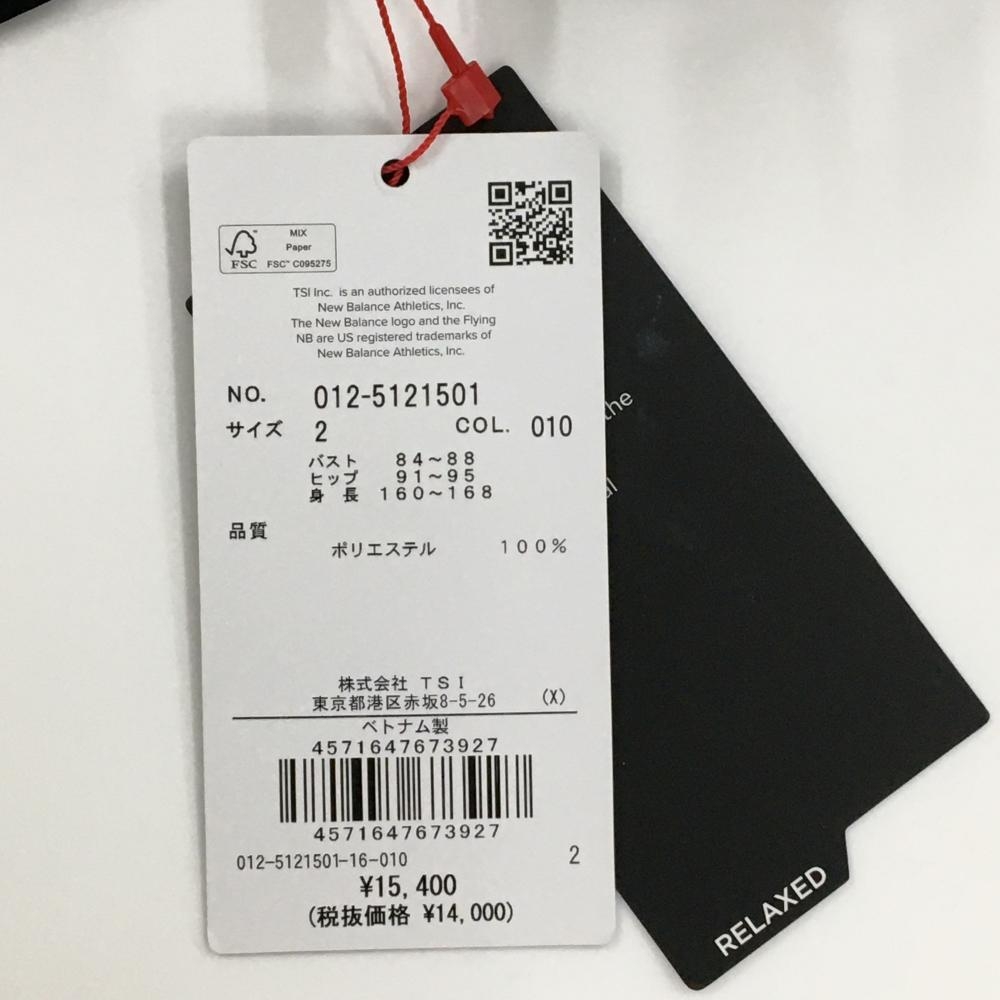 MIX
Paper
FSC™ C095275
FSC
TSI Inc. is an authorized licensees of
New Balance Athletics, Inc.
The New Balance logo and the Flying
NB are US registered trademarks of
New Balance Athletics, Inc.
NO. 012-5121501
サイズ 2 COL. 010
バスト 84~88
ヒップ 91~95
身長 160~168
品質
ポリエステル 100%
株式会社 TSI
東京都港区赤坂8-5-26 (X)
ベトナム製
4571647673927
4571647673927
012-5121501-16-010 2
¥15,400
(税抜価格 ¥14,000)
the
RELAXED